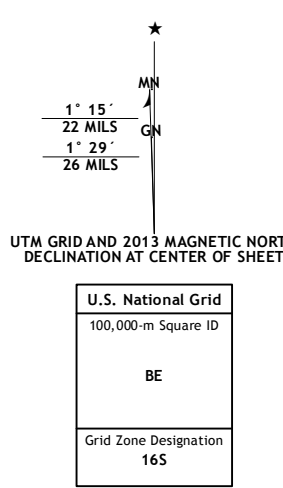 MN
1° 15´
22 MILS
GN
1° 29´
26 MILS
UTM GRID AND 2013 MAGNETIC NORT
DECLINATION AT CENTER OF SHEET
U.S. National Grid
100,000-m Square ID
BE
Grid Zone Designation
16S